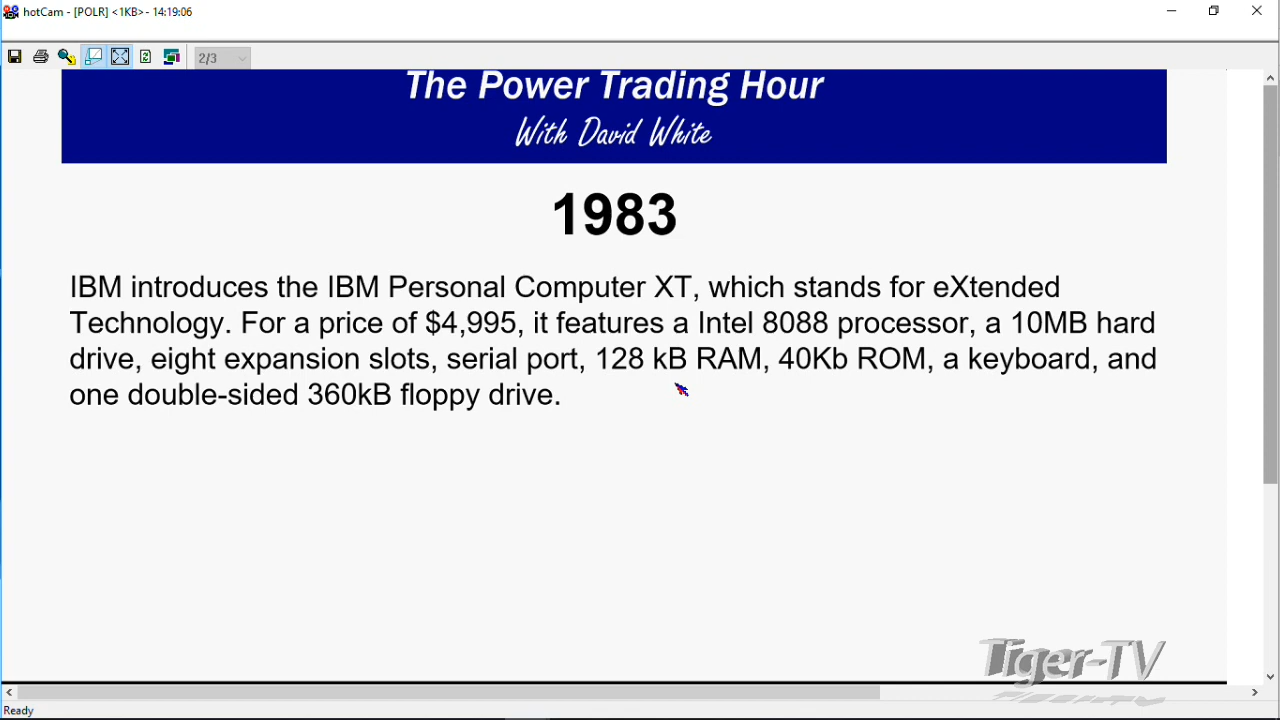 hotCam - [POLR] <1KB> - 14:19:06
2/3
The Power Trading Hour
With David White
1983
IBM introduces the IBM Personal Computer XT, which stands for eXtended
Technology. For a price of $4,995, it features a Intel 8088 processor, a 10MB hard
drive, eight expansion slots, serial port, 128 kB RAM, 40Kb ROM, a keyboard, and
one double-sided 360kB floppy drive.
Tiger-TV
Ready